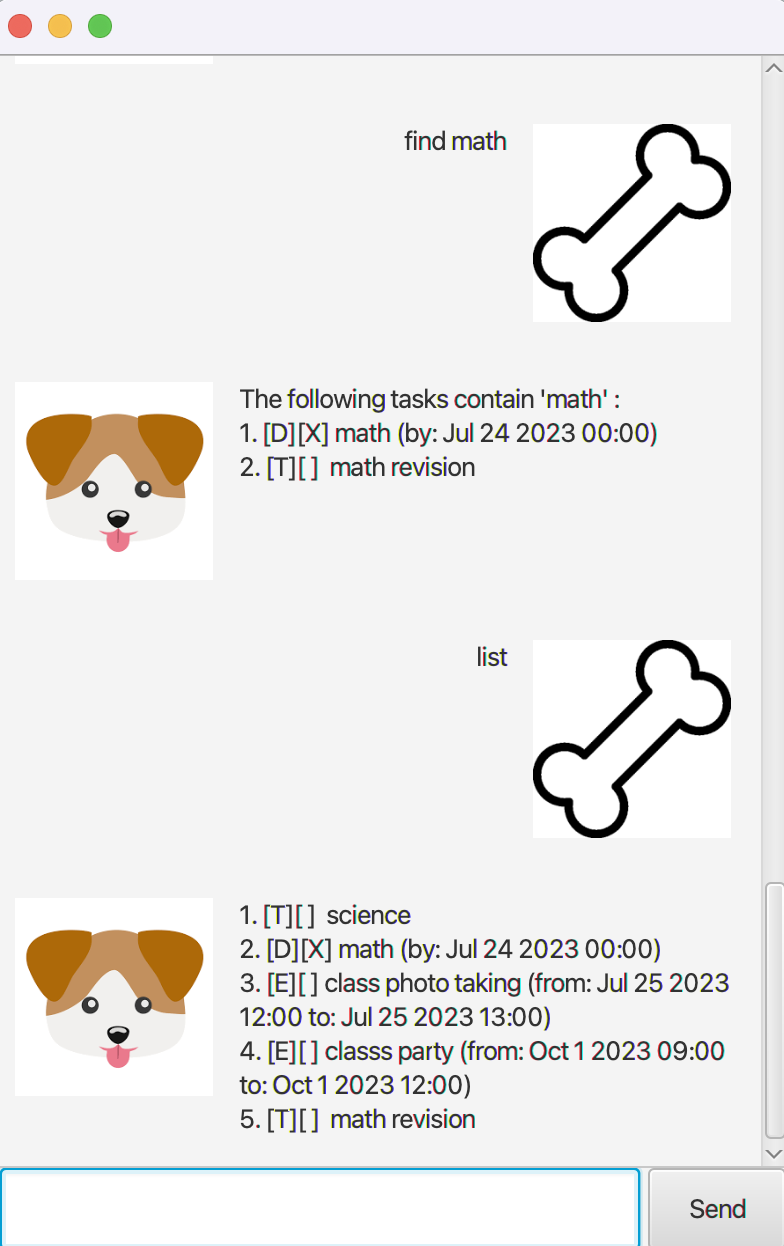 find math
The following tasks contain 'math' :
1. [D][X] math (by: Jul 24 2023 00:00)
2. [T][ ]  math revision
list
1. [T][ ]  science
2. [D][X] math (by: Jul 24 2023 00:00)
3. [E][ ] class photo taking (from: Jul 25 2023
12:00 to: Jul 25 2023 13:00)
4. [E][ ] classs party (from: Oct 1 2023 09:00
to: Oct 1 2023 12:00)
5. [T][ ]  math revision
Send